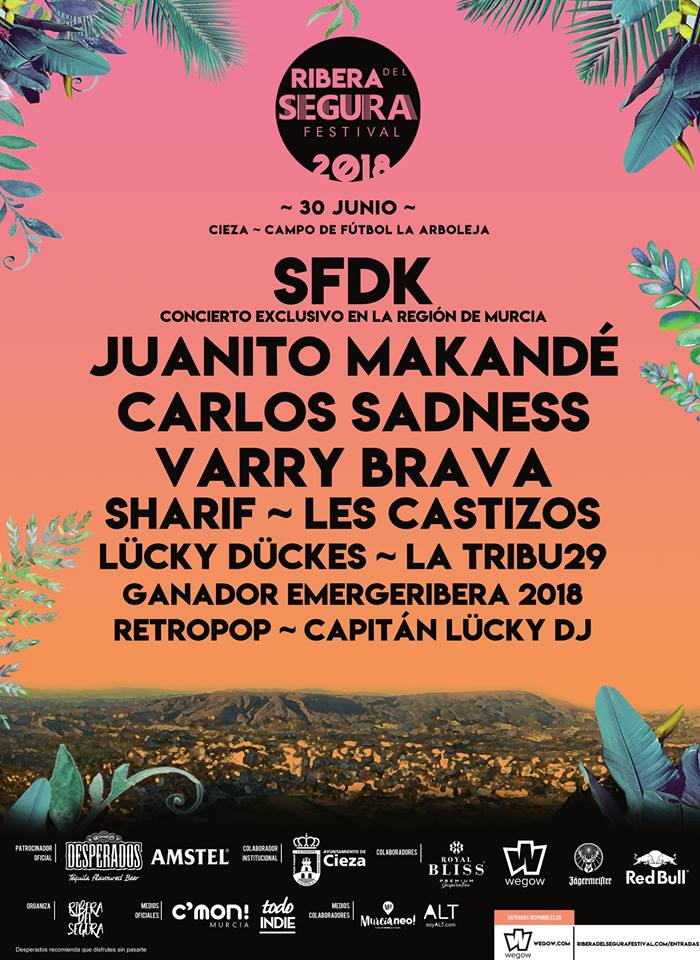 RIBERA DEL
SEGURA
FESTIVAL
2018
~ 30 JUNIO ~
CIEZA ~ CAMPO DE FÚTBOL LA ARBOLEJA
SFDK
CONCIERTO EXCLUSIVO EN LA REGIÓN DE MURCIA
JUANITO MAKANDÉ
CARLOS SADNESS
VARRY BRAVA
SHARIF ~ LES CASTIZOS
LÜCKY DÜCKES ~ LA TRIBU29
GANADOR EMERGERIBERA 2018
RETROPOP ~ CAPITÁN LÜCKY DJ
PATROCINADOR
OFICIAL
DESPERADOS
Tequila Flavoured Beer
AMSTEL
COLABORADOR
INSTITUCIONAL
AYUNTAMIENTO DE
Cieza
COLABORADORES
ROYAL
BLISS
PREMIUM
Inspiration
wegow
Jägermeister
Red Bull
ORGANIZA
RIBERA
DEL
SEGURA
MEDIOS
OFICIALES
C'mon!
MURCIA
todo
INDIE
MEDIOS
COLABORADORES
Murcianeo!
ALT
soyALT.com
ENTRADAS DISPONIBLES EN
wegow
WEGOW.COM
RIBERADELSEGURAFESTIVAL.COM/ENTRADAS
Desperados recomienda que disfrutes sin pasarte